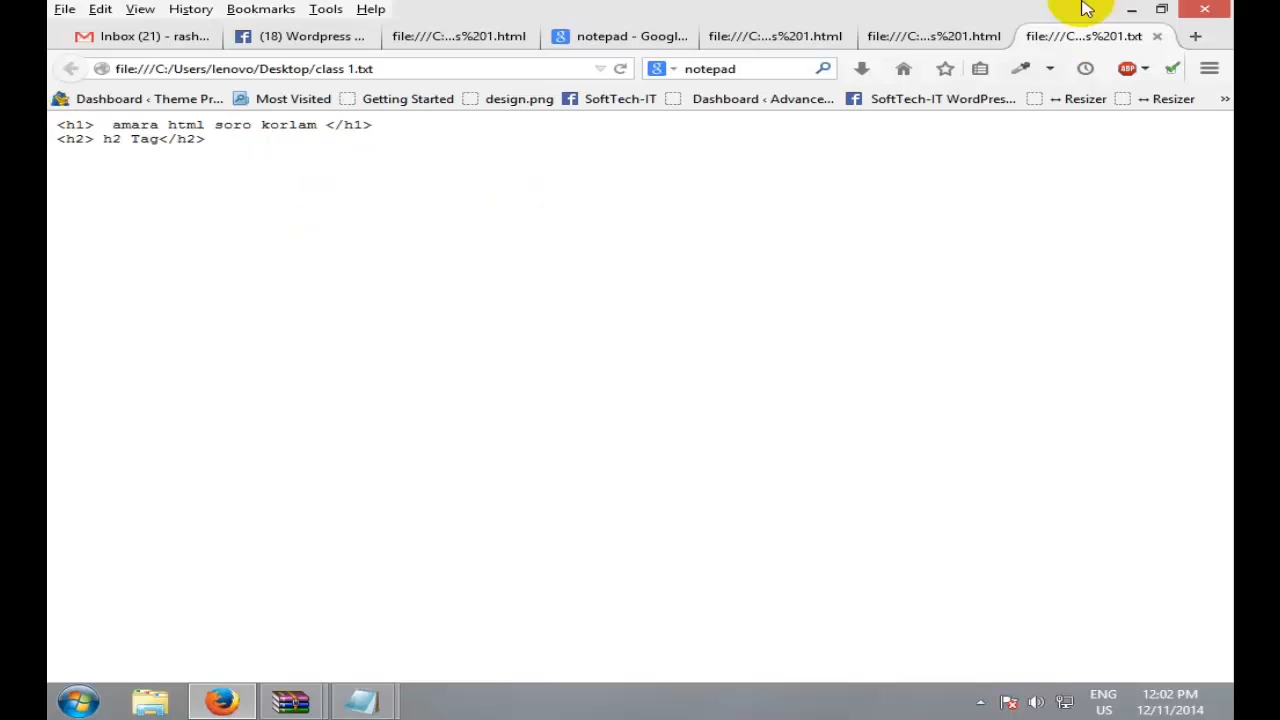 File Edit View History Bookmarks Tools Help
Inbox (21) - rash... (18) Wordpress ... file:///C:...s%201.html notepad - Googl... file:///C:...s%201.html file:///C:...s%201.html file:///C...s%201.txt
file:///C:/Users/lenovo/Desktop/class 1.txt notepad
Dashboard ‹ Theme Pr... Most Visited Getting Started design.png SoftTech-IT Dashboard ‹ Advance... SoftTech-IT WordPres... ↔ Resizer ↔ Resizer »
<h1>  amara html soro korlam </h1>
<h2> h2 Tag</h2>
ENG 12:02 PM
US 12/11/2014